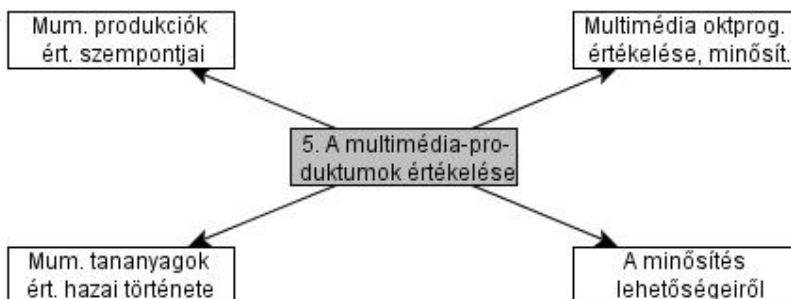 Mum. produkciók
ért. szempontjai
Multimédia oktprog.
értékelése, minősít.
5. A multimédia-pro-
duktumok értékelése
Mum. tananyagok
ért. hazai története
A minősítés
lehetőségeiről